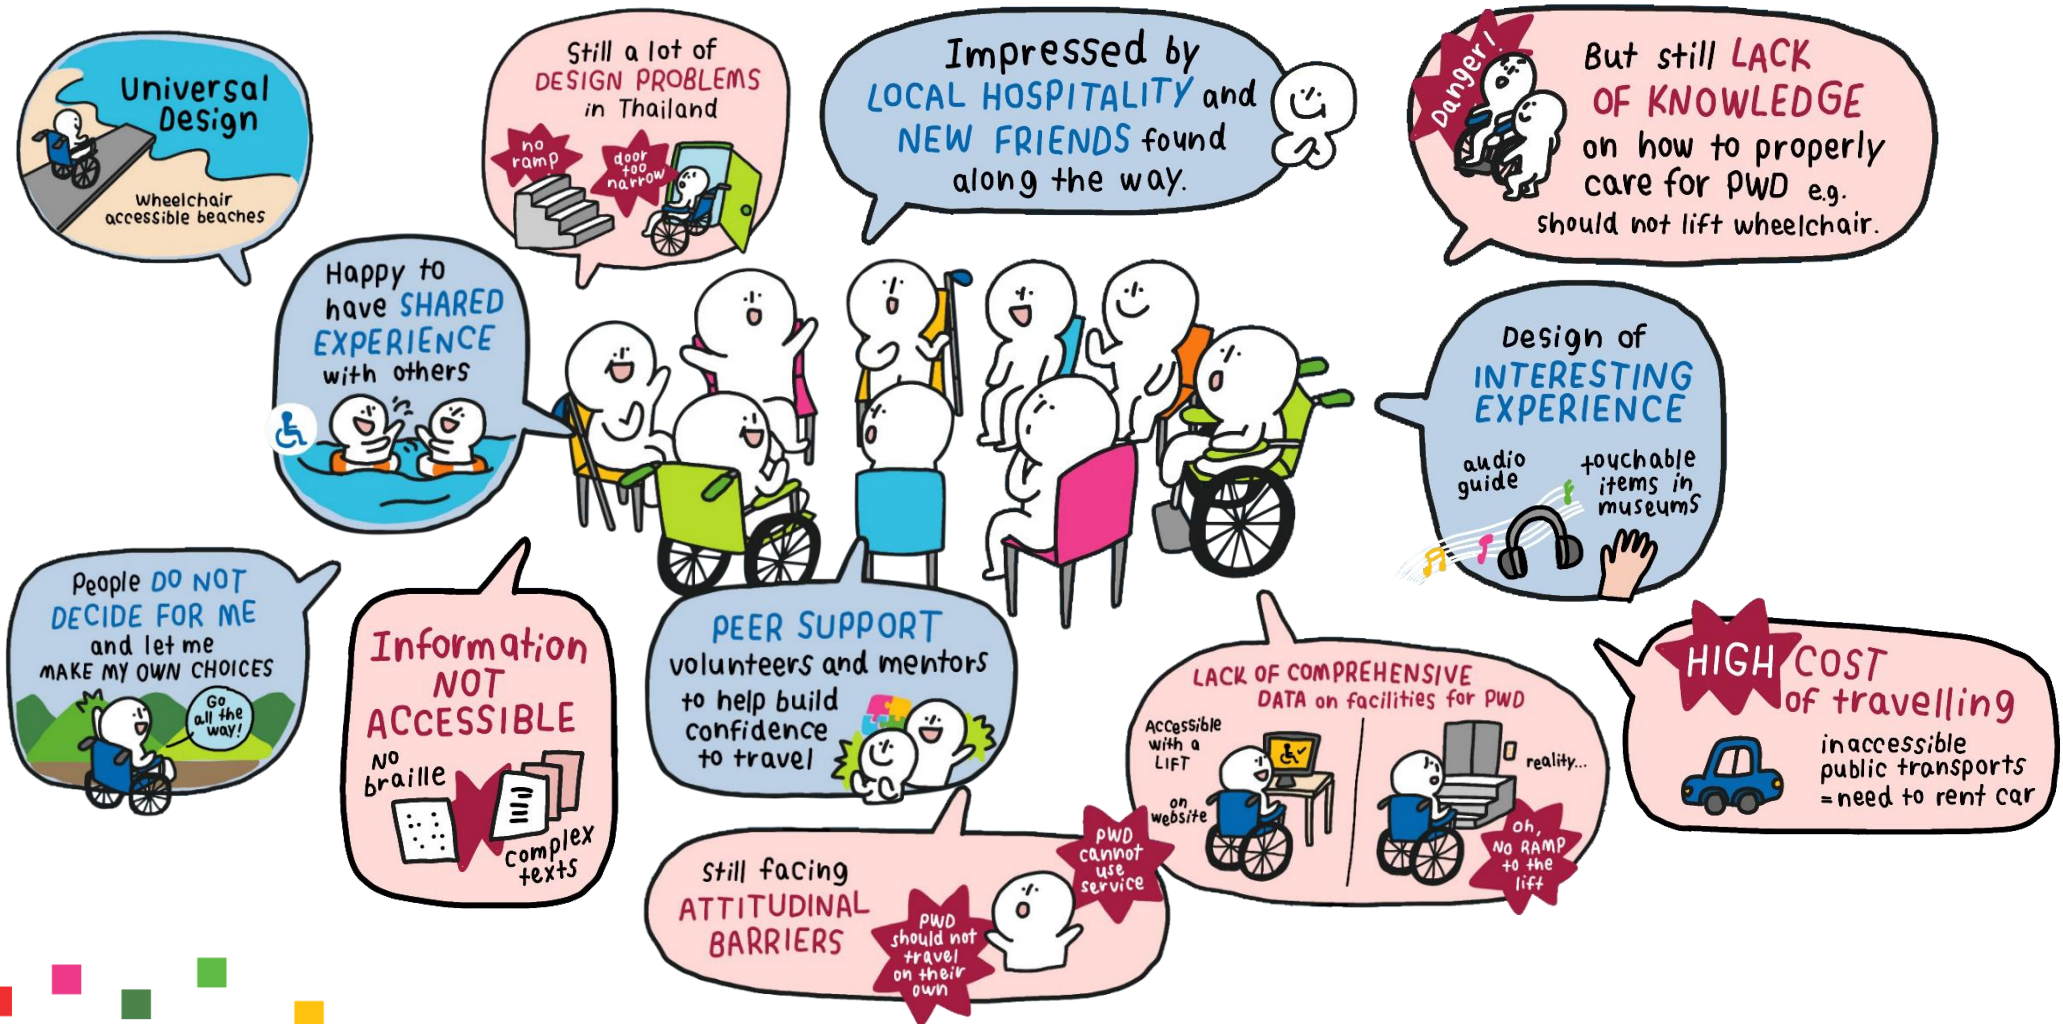 Universal
Design
Wheelchair
accessible beaches
Still a lot of
DESIGN PROBLEMS
in Thailand
no
ramp
door
too
narrow
Impressed by
LOCAL HOSPITALITY and
NEW FRIENDS found
along the way.
Danger!
But still LACK
OF KNOWLEDGE
on how to properly
care for PWD e.g.
should not lift wheelchair.
Happy to
have SHARED
EXPERIENCE
with others
Design of
INTERESTING
EXPERIENCE
audio
guide
touchable
items in
museums
People DO NOT
DECIDE FOR ME
and let me
MAKE MY OWN CHOICES
Go
all the
way!
Information
NOT
ACCESSIBLE
No
braille
complex
texts
PEER SUPPORT
volunteers and mentors
to help build
confidence
to travel
LACK OF COMPREHENSIVE
DATA on facilities for PWD
Accessible
with a
LIFT
on
website
reality...
oh,
NO RAMP
to the
lift
HIGH COST
of travelling
inaccessible
public transports
=need to rent car
Still facing
ATTITUDINAL
BARRIERS
PWD
should not
travel
on their
own
PWD
cannot
use
service